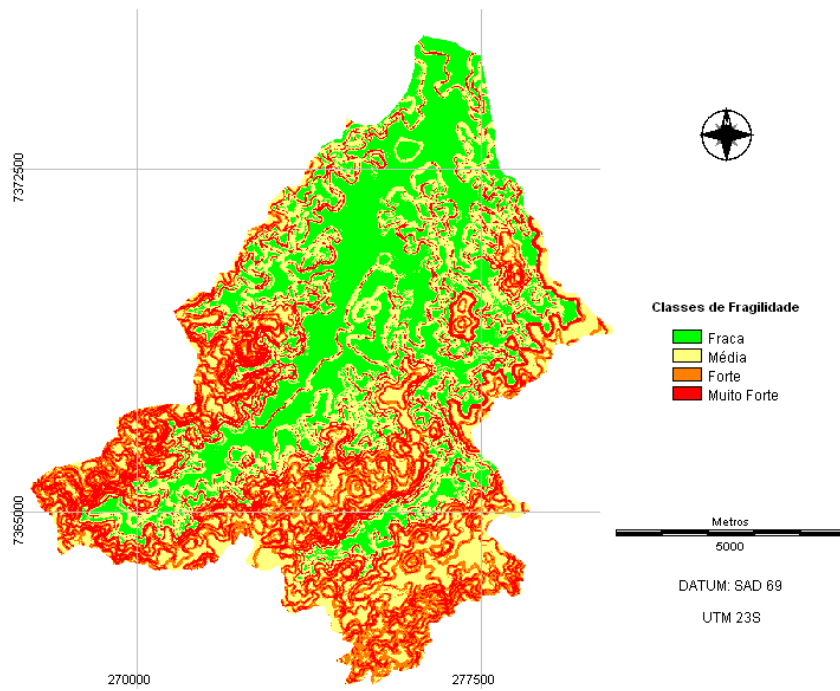 7372500
7365000
270000
277500
Classes de Fragilidade
Fraca
Média
Forte
Muito Forte
Metros
5000
DATUM: SAD 69
UTM 23S